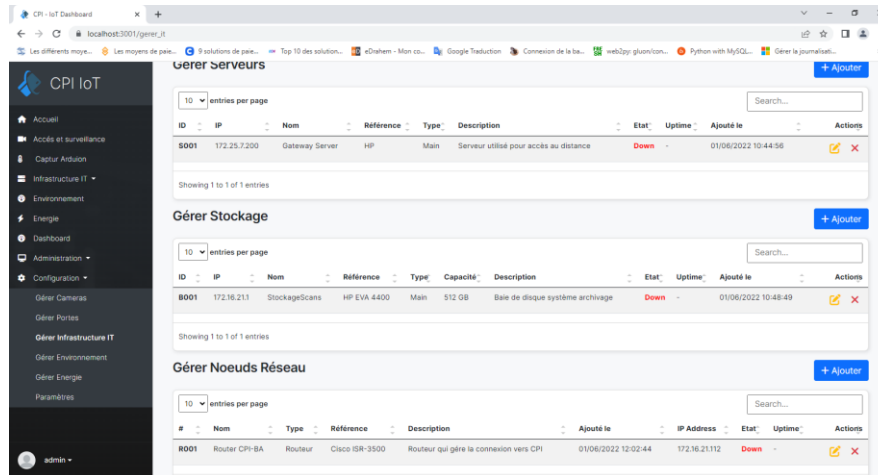 CPI - IoT Dashboard
localhost:3001/gerer_it
Les différents moye...
Les moyens de paie...
9 solutions de paie...
Top 10 des solution...
eDrahem - Mon co...
Google Traduction
Connexion de la ba...
web2py: gluon/con...
Python with MySQL...
Gérer la journalisati...
CPI IoT
Accueil
Accés et surveillance
Captur Arduion
Infrastructure IT
Environnement
Energie
Dashboard
Administration
Configuration
Gérer Cameras
Gérer Portes
Gérer Infrastructure IT
Gérer Environnement
Gérer Energie
Paramètres
admin
Gérer Serveurs
+ Ajouter
10 entries per page
Search...
ID IP Nom Référence Type Description Etat Uptime Ajouté le Actions
S001 172.25.7.200 Gateway Server HP Main Serveur utilisé pour accès au distance Down - 01/06/2022 10:44:56
Showing 1 to 1 of 1 entries
Gérer Stockage
+ Ajouter
10 entries per page
Search...
ID IP Nom Référence Type Capacité Description Etat Uptime Ajouté le Actions
B001 172.16.21.1 StockageScans HP EVA 4400 Main 512 GB Baie de disque système archivage Down - 01/06/2022 10:48:49
Showing 1 to 1 of 1 entries
Gérer Noeuds Réseau
+ Ajouter
10 entries per page
Search...
# Nom Type Référence Description Ajouté le IP Address Etat Uptime Actions
R001 Router CPI-BA Routeur Cisco ISR-3500 Routeur qui gére la connexion vers CPI 01/06/2022 12:02:44 172.16.21.112 Down -